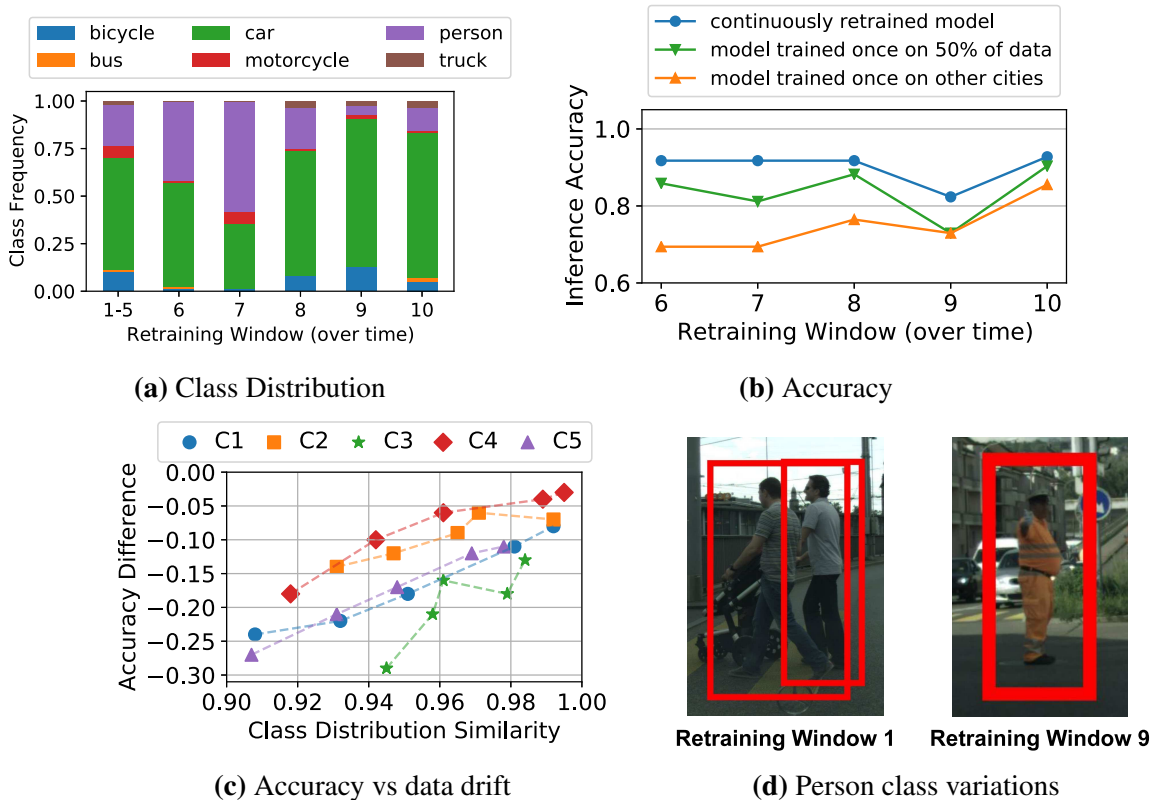 bicycle car person
bus motorcycle truck
1.00
0.75
0.50
0.25
0.00
Class Frequency
1-5 6 7 8 9 10
Retraining Window (over time)
(a) Class Distribution
continuously retrained model
model trained once on 50% of data
model trained once on other cities
1.0
0.8
0.6
Inference Accuracy
6 7 8 9 10
Retraining Window (over time)
(b) Accuracy
C1 C2 C3 C4 C5
0.00
−0.05
−0.10
−0.15
−0.20
−0.25
−0.30
Accuracy Difference
0.90 0.92 0.94 0.96 0.98 1.00
Class Distribution Similarity
(c) Accuracy vs data drift
Retraining Window 1 Retraining Window 9
(d) Person class variations